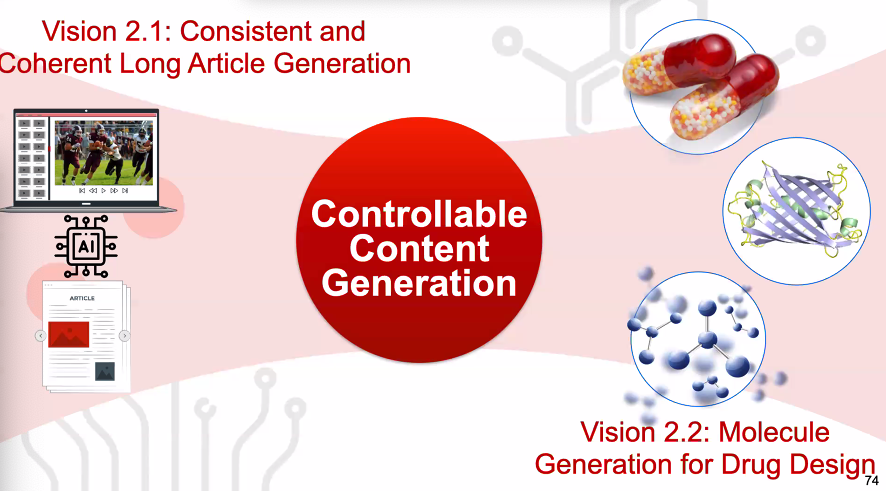 Vision 2.1: Consistent and
Coherent Long Article Generation
AI
ARTICLE
Controllable
Content
Generation
Vision 2.2: Molecule
Generation for Drug Design
74